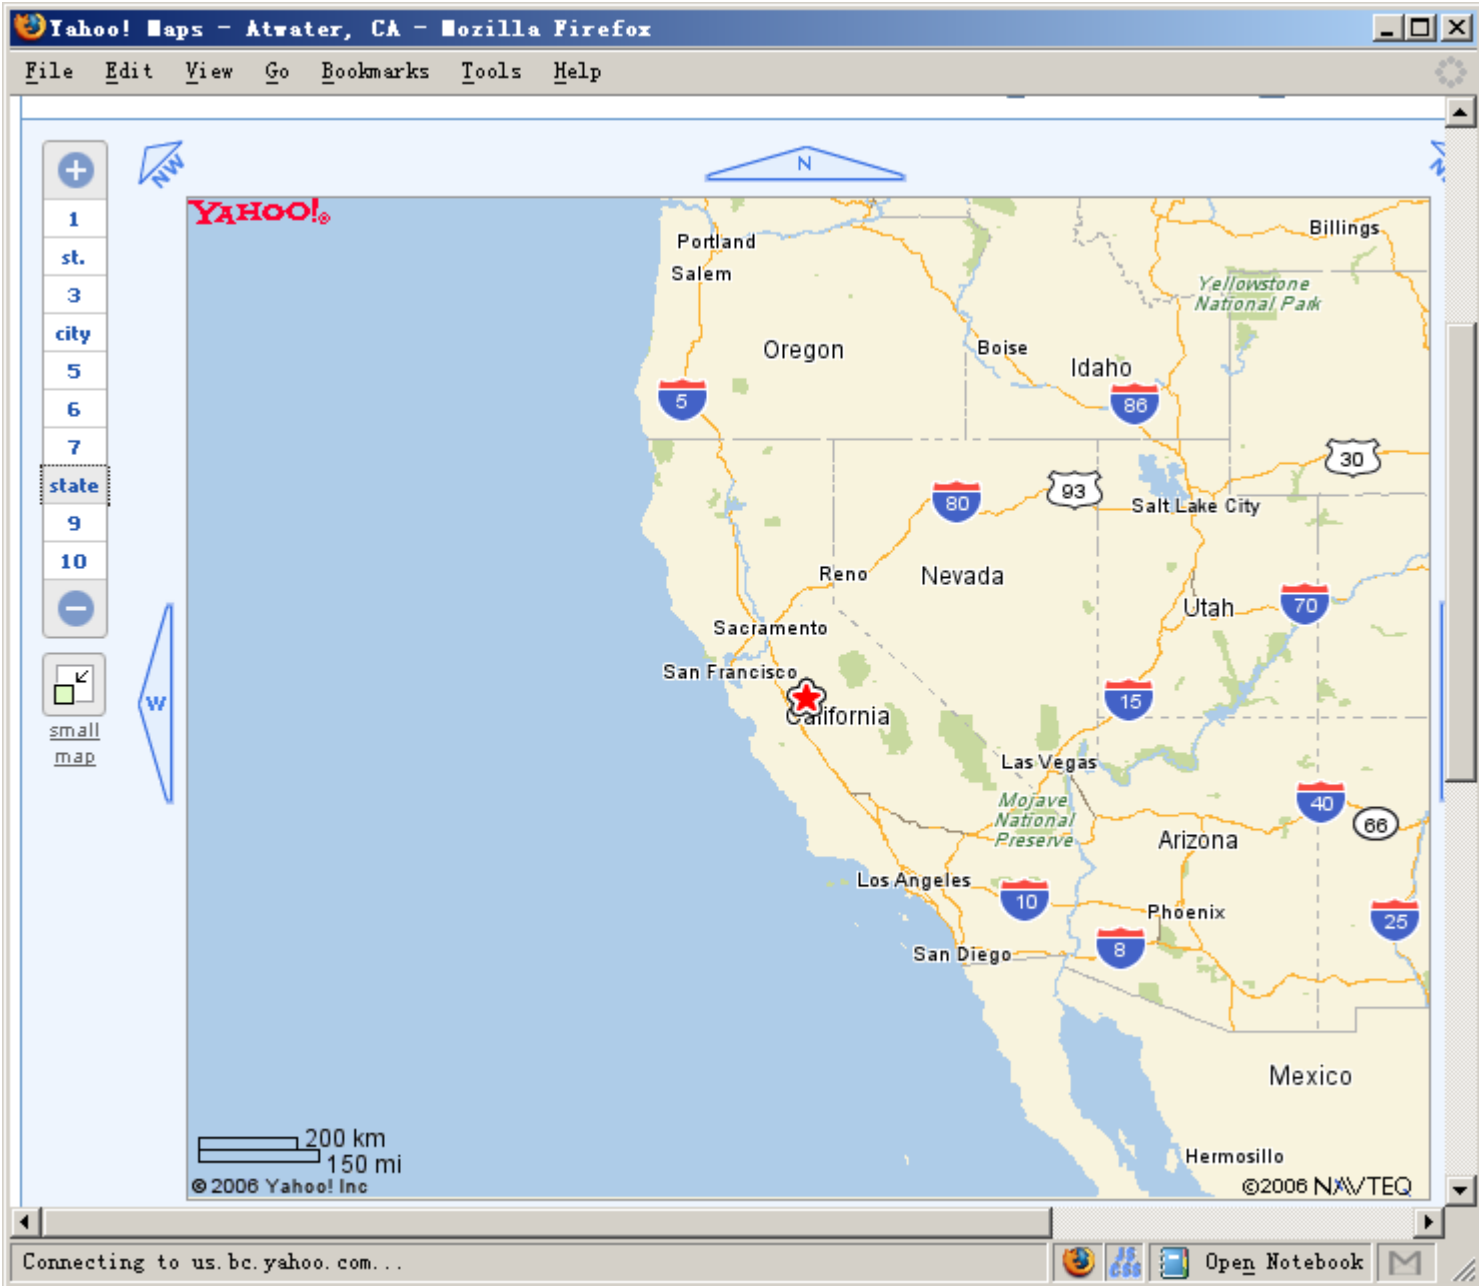 Yahoo! Maps - Atwater, CA - Mozilla Firefox
File Edit View Go Bookmarks Tools Help
NW
N
1
st.
3
city
5
6
7
state
9
10
small
map
W
YAHOO!®
Portland
Salem
Billings
Yellowstone
National Park
Oregon
Boise
Idaho
5
86
30
93
80
Salt Lake City
Reno
Nevada
Utah
70
Sacramento
San Francisco
15
California
Las Vegas
Mojave
National
Preserve
40
66
Arizona
Los Angeles
10
Phoenix
25
8
San Diego
Mexico
Hermosillo
200 km
150 mi
© 2006 Yahoo! Inc
©2006 NAVTEQ
Connecting to us.bc.yahoo.com...
JS
CSS
Open Notebook
M